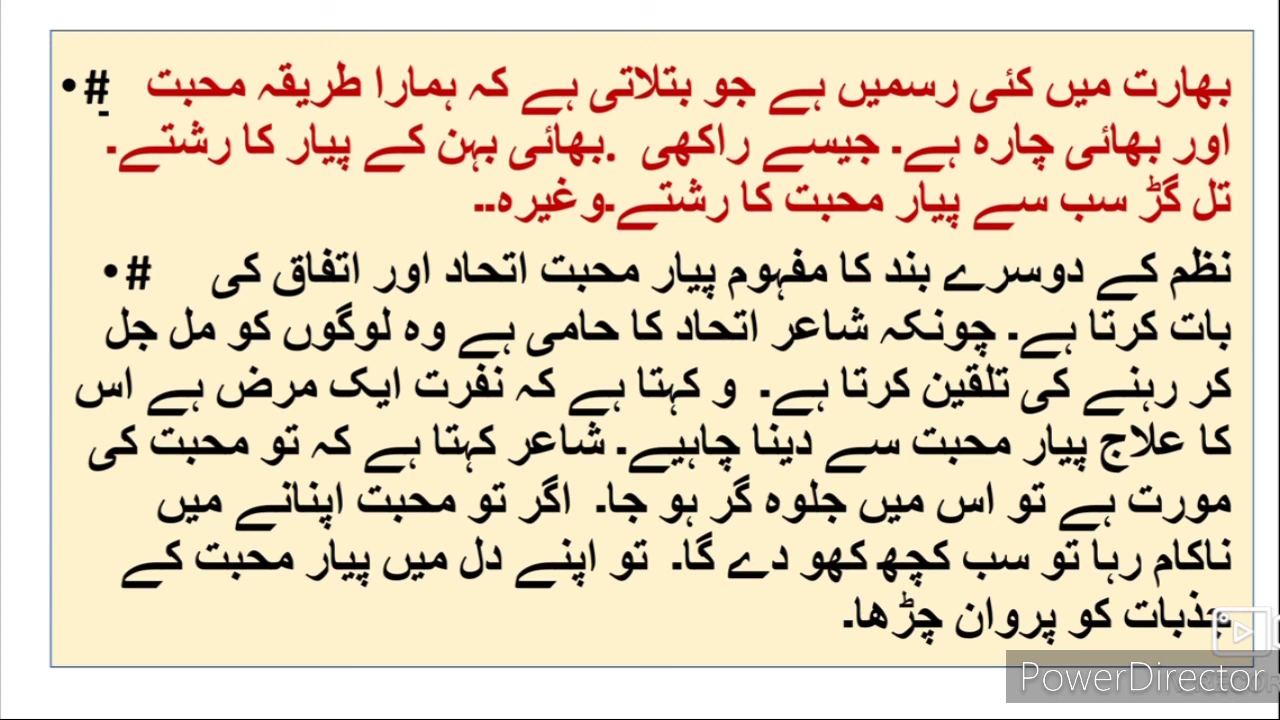 بھارت میں کئی رسمیں ہے جو بتلاتی ہے کہ ہمارا طریقہ محبت # •
اور بھائی چارہ ہے۔ جیسے راکھی .بھائی بہن کے پیار کا رشتے۔
تل گڑ سب سے پیار محبت کا رشتے۔وغیرہ۔۔
نظم کے دوسرے بند کا مفہوم پیار محبت اتحاد اور اتفاق کی # •
بات کرتا ہے۔ چونکہ شاعر اتحاد کا حامی ہے وہ لوگوں کو مل جل
کر رہنے کی تلقین کرتا ہے۔ و کہتا ہے کہ نفرت ایک مرض ہے اس
کا علاج پیار محبت سے دینا چاہیے۔ شاعر کہتا ہے کہ تو محبت کی
مورت ہے تو اس میں جلوہ گر ہو جا۔ اگر تو محبت اپنانے میں
ناکام رہا تو سب کچھ کھو دے گا۔ تو اپنے دل میں پیار محبت کے
جذبات کو پروان چڑھا۔
PowerDirector